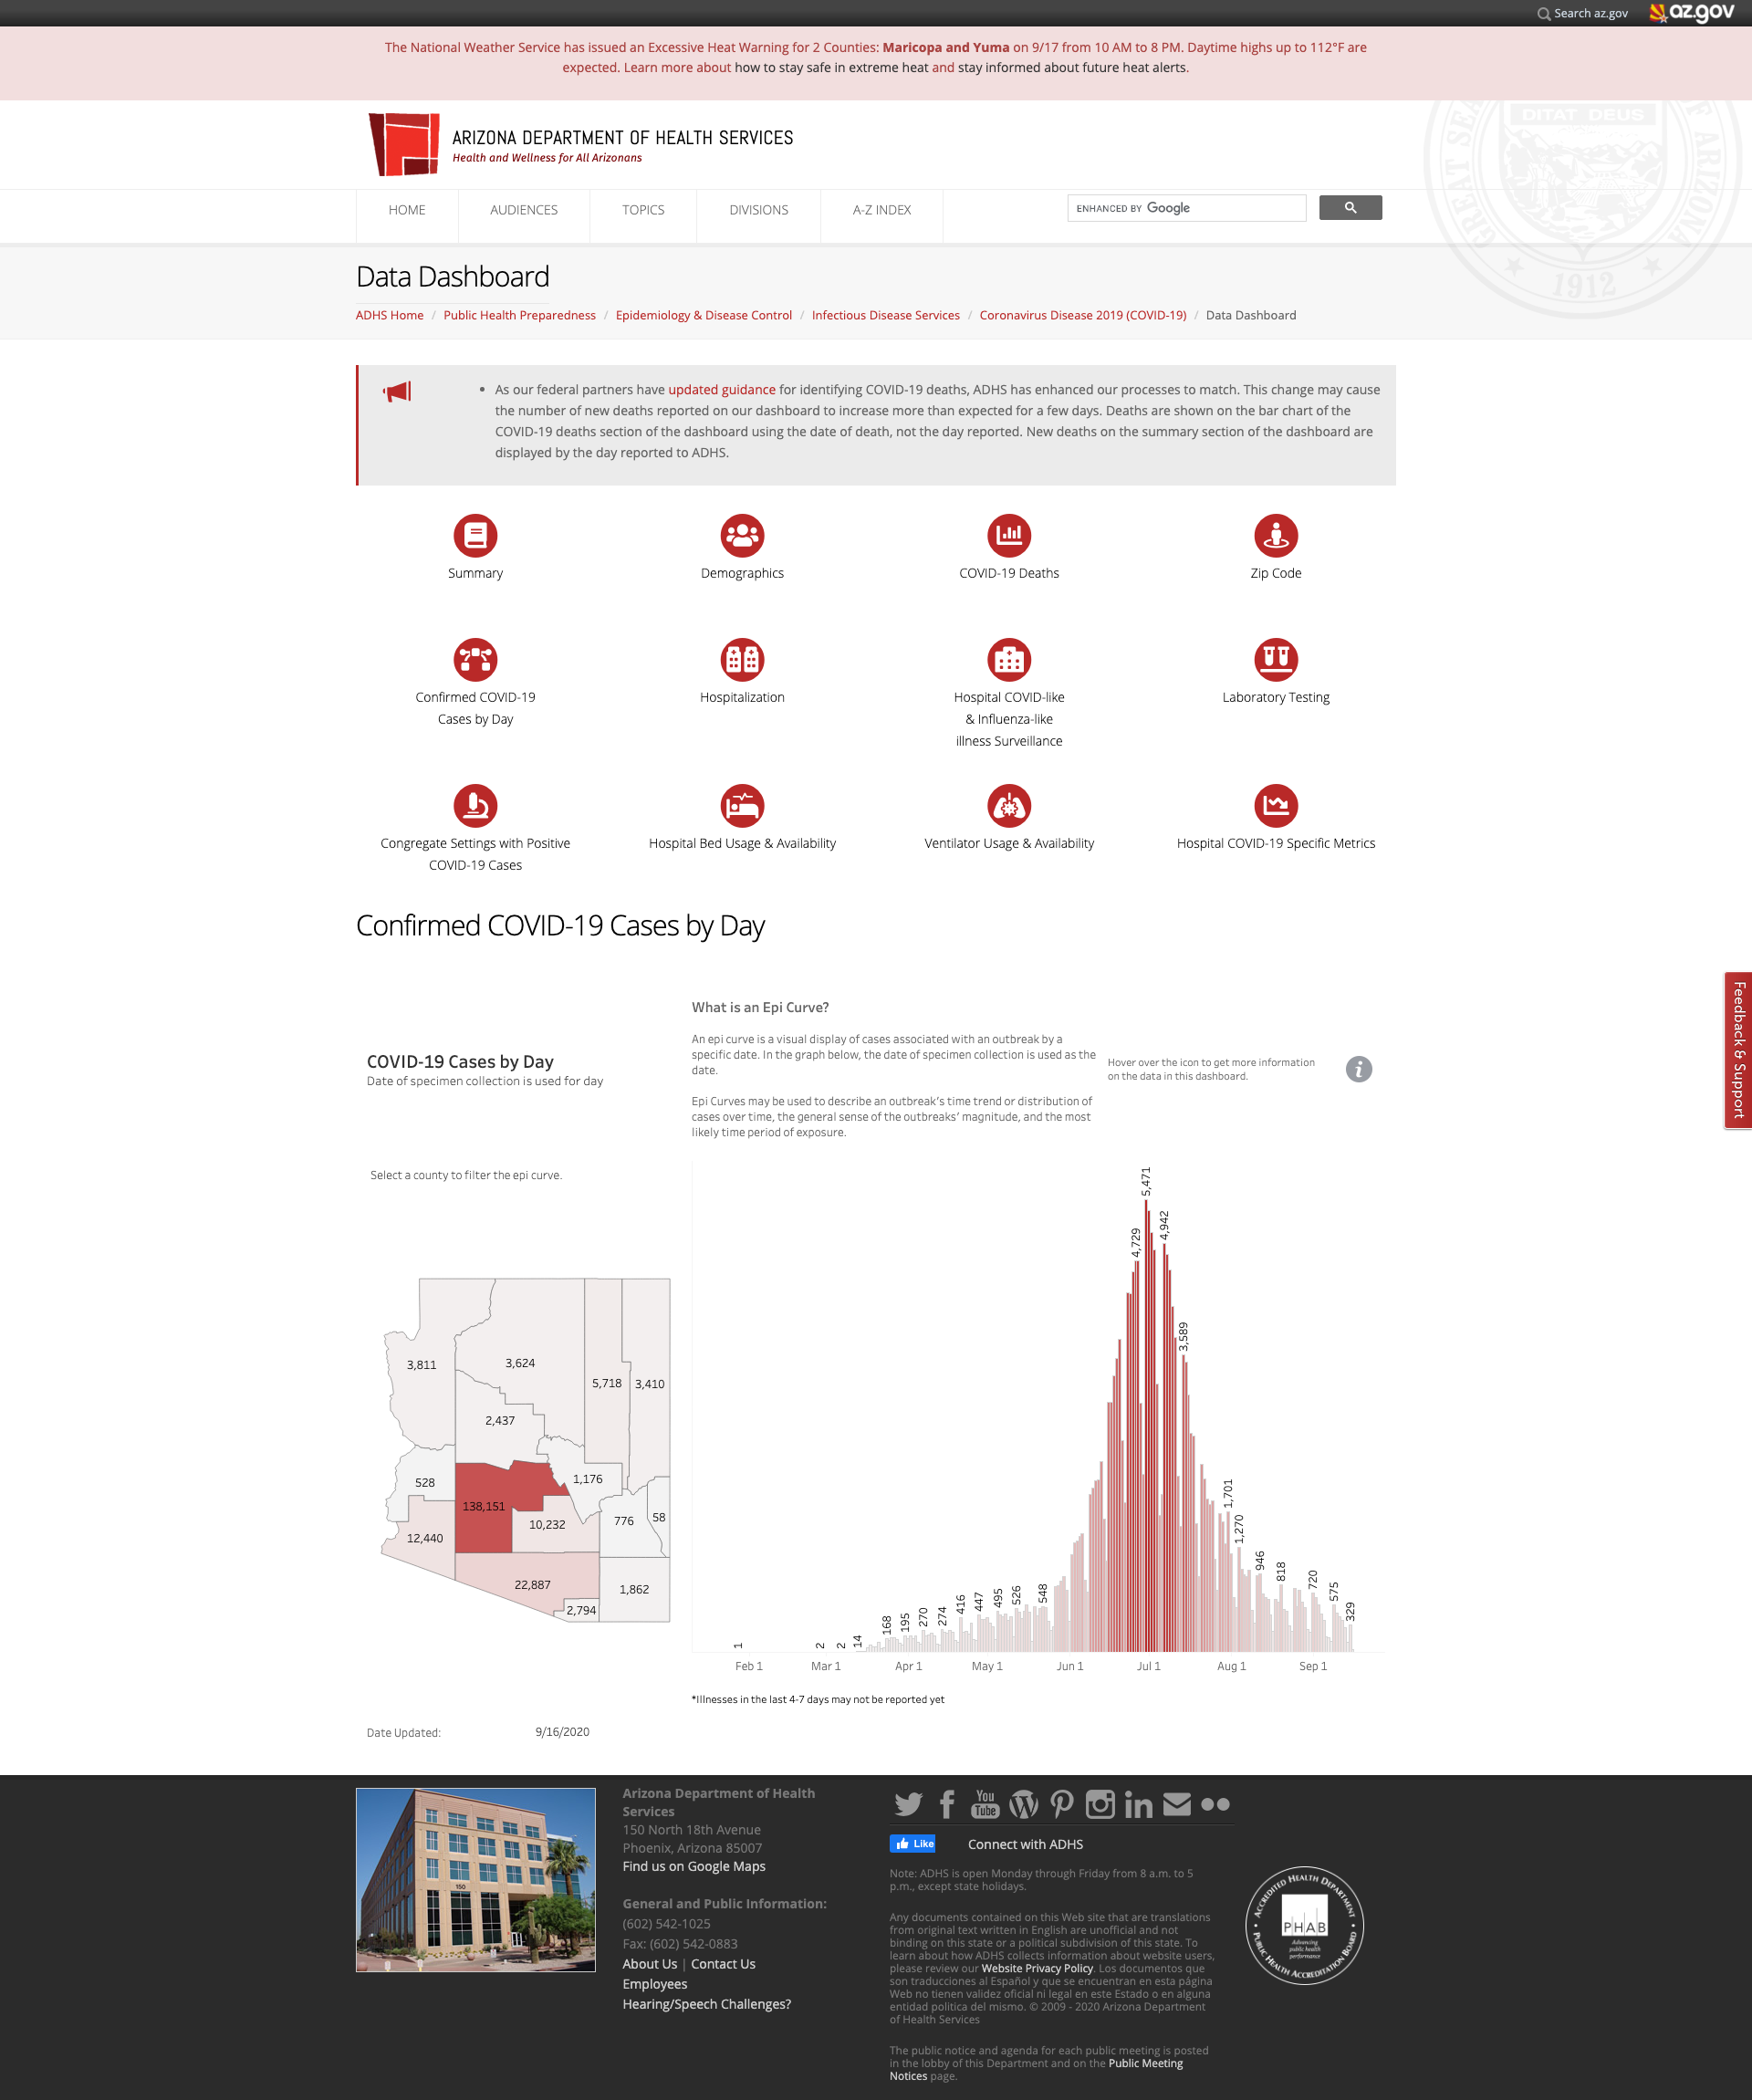 Search az.gov
az.gov
The National Weather Service has issued an Excessive Heat Warning for 2 Counties: Maricopa and Yuma on 9/17 from 10 AM to 8 PM. Daytime highs up to 112°F are
expected. Learn more about how to stay safe in extreme heat and stay informed about future heat alerts.
GREAT SEAL
DITAT DEUS
ARIZONA
1912
ARIZONA DEPARTMENT OF HEALTH SERVICES
Health and Wellness for All Arizonans
HOME AUDIENCES TOPICS DIVISIONS A-Z INDEX
ENHANCED BY Google
Data Dashboard
ADHS Home / Public Health Preparedness / Epidemiology & Disease Control / Infectious Disease Services / Coronavirus Disease 2019 (COVID-19) / Data Dashboard
• As our federal partners have updated guidance for identifying COVID-19 deaths, ADHS has enhanced our processes to match. This change may cause
the number of new deaths reported on our dashboard to increase more than expected for a few days. Deaths are shown on the bar chart of the
COVID-19 deaths section of the dashboard using the date of death, not the day reported. New deaths on the summary section of the dashboard are
displayed by the day reported to ADHS.
Summary
Demographics
COVID-19 Deaths
Zip Code
Confirmed COVID-19
Cases by Day
Hospitalization
Hospital COVID-like
& Influenza-like
illness Surveillance
Laboratory Testing
Congregate Settings with Positive
COVID-19 Cases
Hospital Bed Usage & Availability
Ventilator Usage & Availability
Hospital COVID-19 Specific Metrics
Confirmed COVID-19 Cases by Day
Feedback & Support
COVID-19 Cases by Day
Date of specimen collection is used for day
What is an Epi Curve?
An epi curve is a visual display of cases associated with an outbreak by a
specific date. In the graph below, the date of specimen collection is used as the
date.
Epi Curves may be used to describe an outbreak's time trend or distribution of
cases over time, the general sense of the outbreaks' magnitude, and the most
likely time period of exposure.
Hover over the icon to get more information
on the data in this dashboard.
i
Select a county to filter the epi curve.
3,811
3,624
5,718
3,410
2,437
528
1,176
138,151
10,232
776
58
12,440
22,887
1,862
2,794
1
2
2
14
168
195
270
274
416
447
495
526
548
4,729
5,471
4,942
3,589
1,701
1,270
946
818
720
575
329
Feb 1 Mar 1 Apr 1 May 1 Jun 1 Jul 1 Aug 1 Sep 1
*Illnesses in the last 4-7 days may not be reported yet
Date Updated: 9/16/2020
150
Arizona Department of Health
Services
150 North 18th Avenue
Phoenix, Arizona 85007
Find us on Google Maps
General and Public Information:
(602) 542-1025
Fax: (602) 542-0883
About Us | Contact Us
Employees
Hearing/Speech Challenges?
You
Tube
Like
Connect with ADHS
Note: ADHS is open Monday through Friday from 8 a.m. to 5
p.m., except state holidays.
Any documents contained on this Web site that are translations
from original text written in English are unofficial and not
binding on this state or a political subdivision of this state. To
learn about how ADHS collects information about website users,
please review our Website Privacy Policy. Los documentos que
son traducciones al Español y que se encuentran en esta página
Web no tienen validez oficial ni legal en este Estado o en alguna
entidad política del mismo. © 2009 - 2020 Arizona Department
of Health Services
The public notice and agenda for each public meeting is posted
in the lobby of this Department and on the Public Meeting
Notices page.
ACCREDITED HEALTH DEPARTMENT
PHAB
Advancing
public health
performance
PUBLIC HEALTH ACCREDITATION BOARD